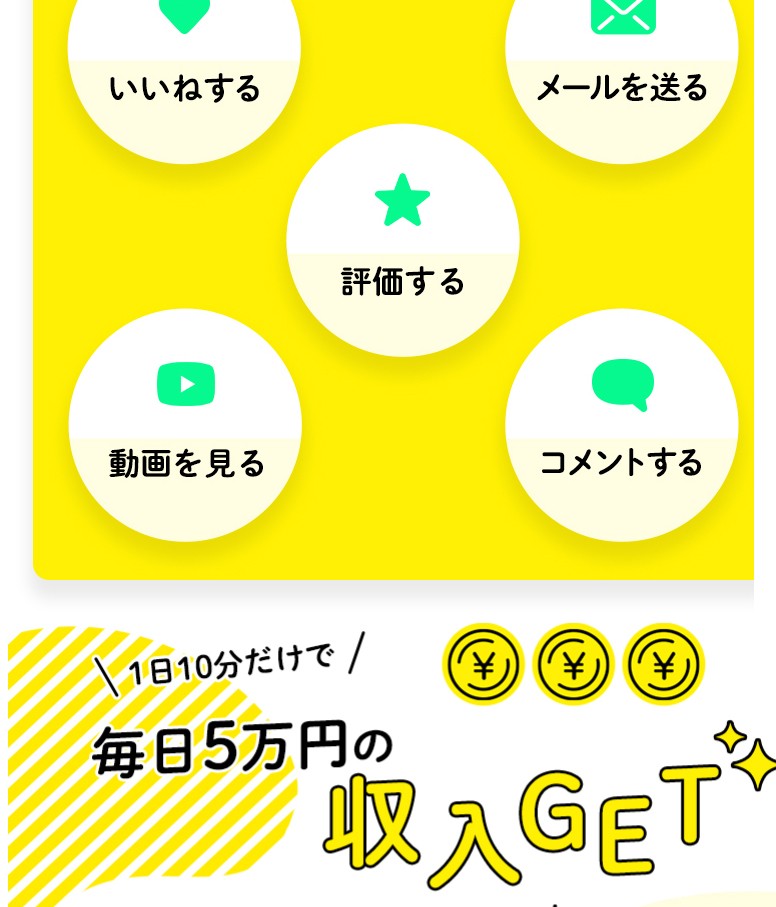 いいねする
メールを送る
評価する
動画を見る
コメントする
1日10分だけで
¥ ¥ ¥
毎日5万円の
収入GET